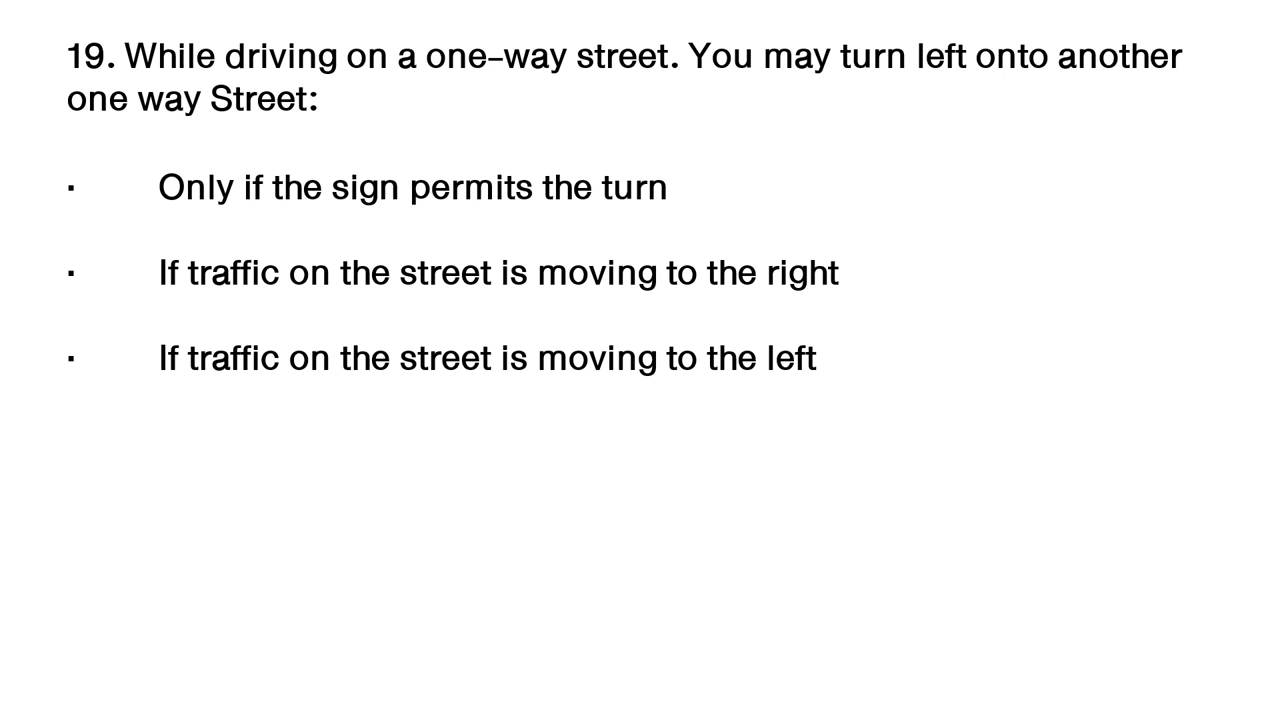 19. While driving on a one-way street. You may turn left onto another
one way Street:
· Only if the sign permits the turn
· If traffic on the street is moving to the right
· If traffic on the street is moving to the left